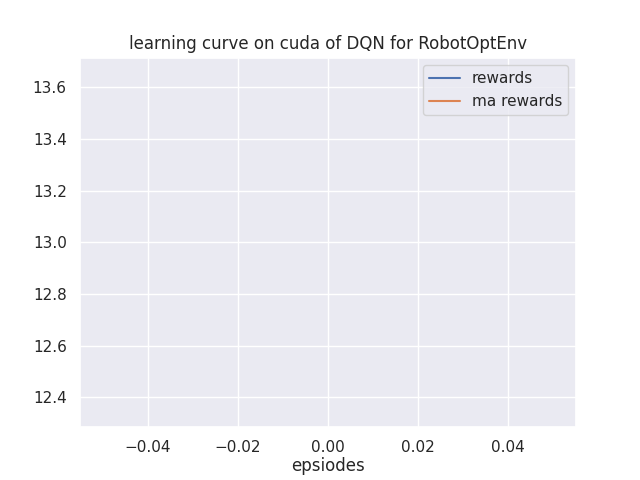 learning curve on cuda of DQN for RobotOptEnv
rewards
ma rewards
13.6
13.4
13.2
13.0
12.8
12.6
12.4
−0.04 −0.02 0.00 0.02 0.04
epsiodes